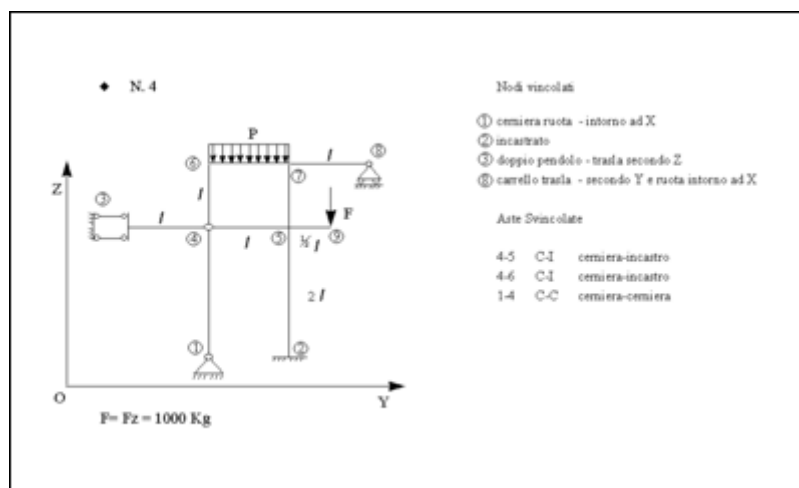 ◆ N. 4
P
⑧
⑥
l
⑦
Z
③
l
F
l
④
l
⑤
½ l
⑨
2 l
①
②
O
Y
F= Fz = 1000 Kg
Nodi vincolati
① cerniera ruota - intorno ad X
② incastrato
③ doppio pendolo - trasla secondo Z
⑧ carrello trasla - secondo Y e ruota intorno ad X
Aste Svincolate
4-5 C-I cerniera-incastro
4-6 C-I cerniera-incastro
1-4 C-C cerniera-cerniera